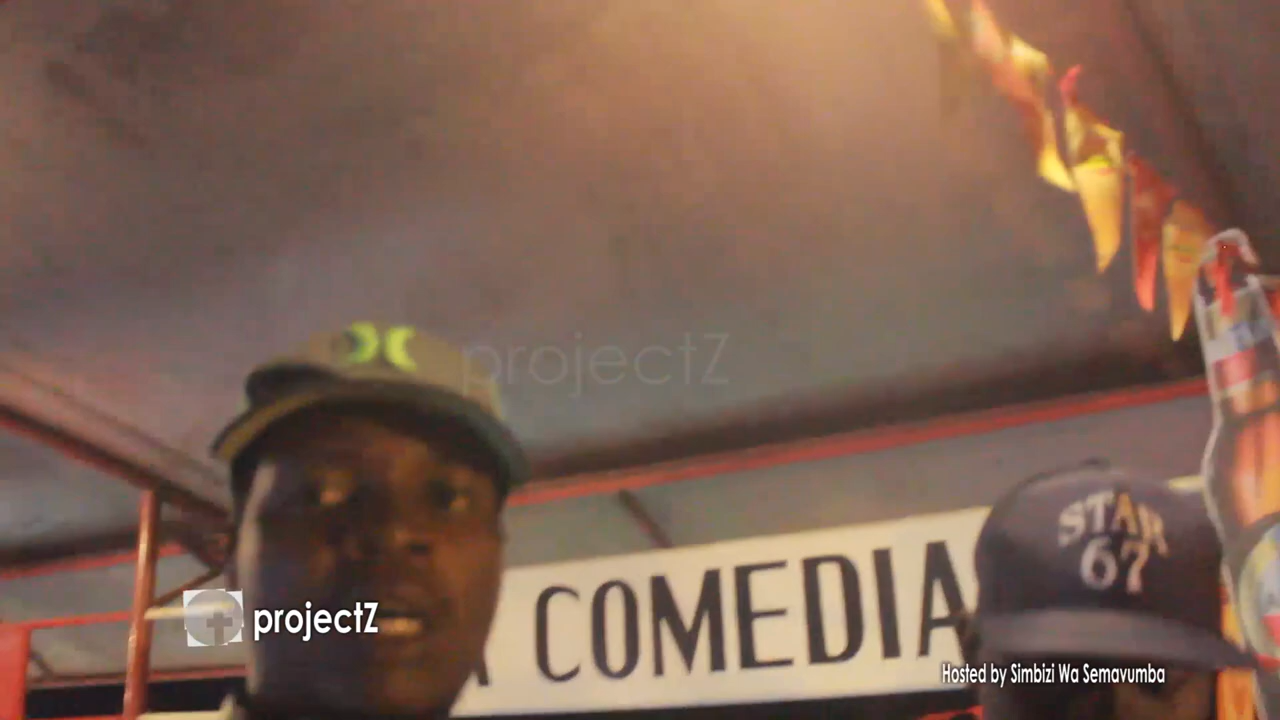 projectZ
STAR
67
COMEDIA
projectZ
Hosted by Simbizi Wa Semavumba